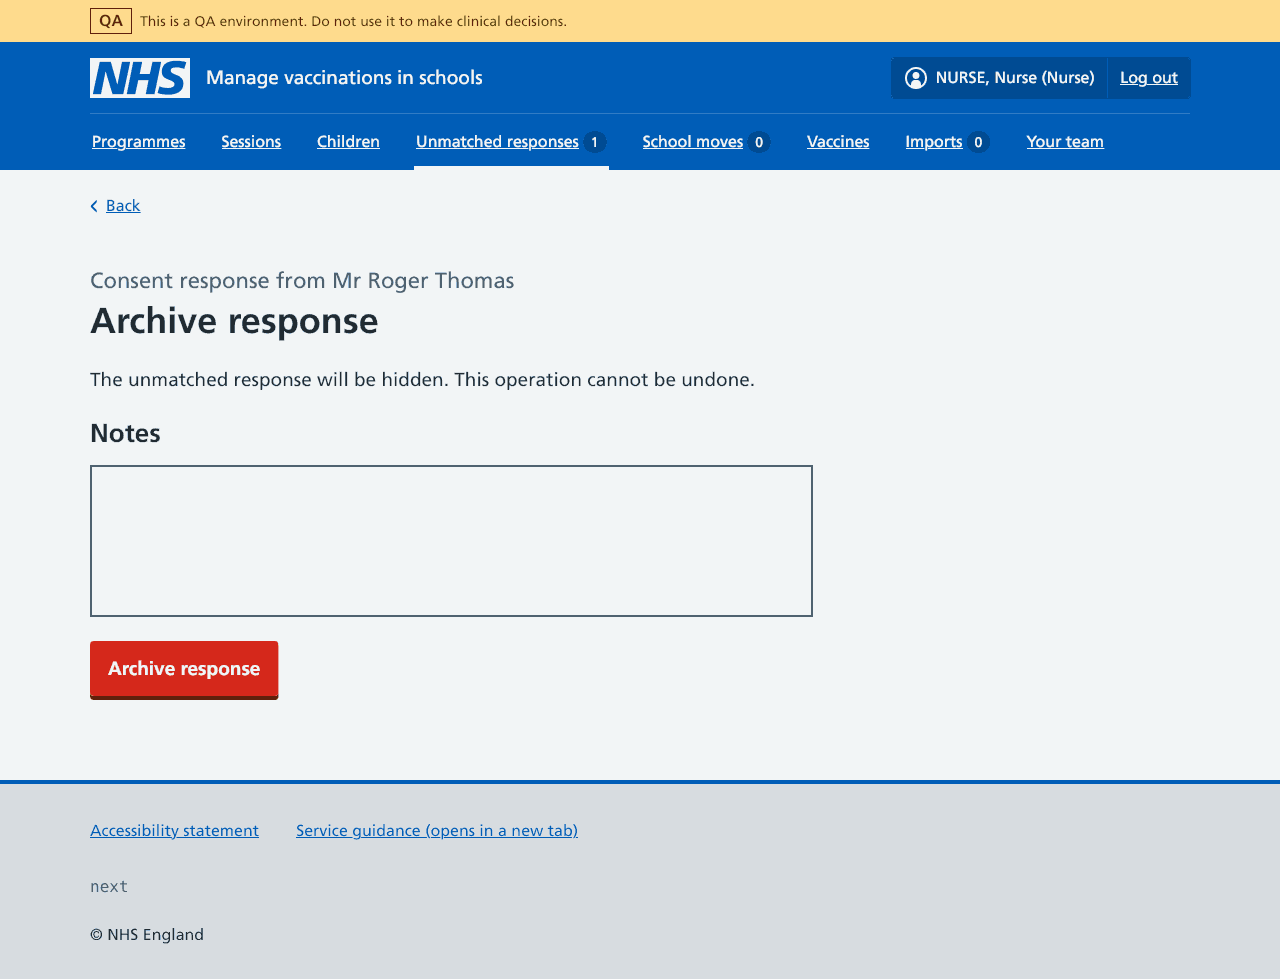 QA This is a QA environment. Do not use it to make clinical decisions.
NHS Manage vaccinations in schools NURSE, Nurse (Nurse) Log out
Programmes Sessions Children Unmatched responses 1 School moves 0 Vaccines Imports 0 Your team
Back
Consent response from Mr Roger Thomas
Archive response
The unmatched response will be hidden. This operation cannot be undone.
Notes
Archive response
Accessibility statement Service guidance (opens in a new tab)
next
© NHS England